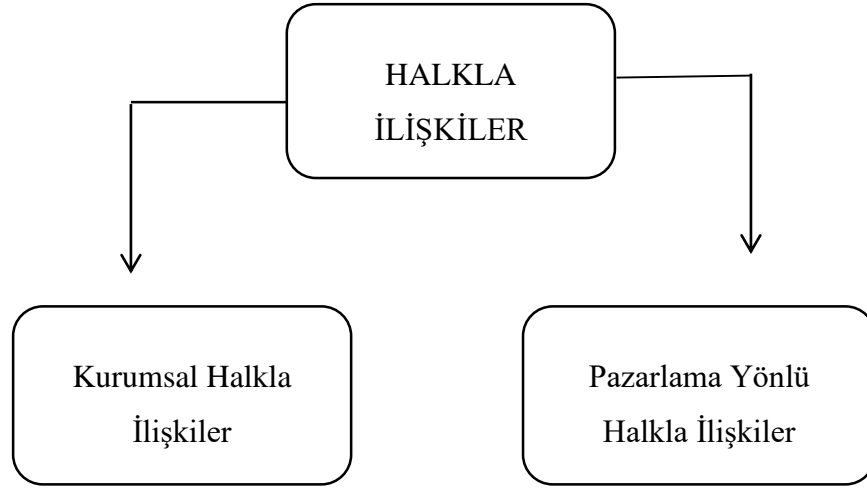 HALKLA
İLİŞKİLER
Kurumsal Halkla
İlişkiler
Pazarlama Yönlü
Halkla İlişkiler